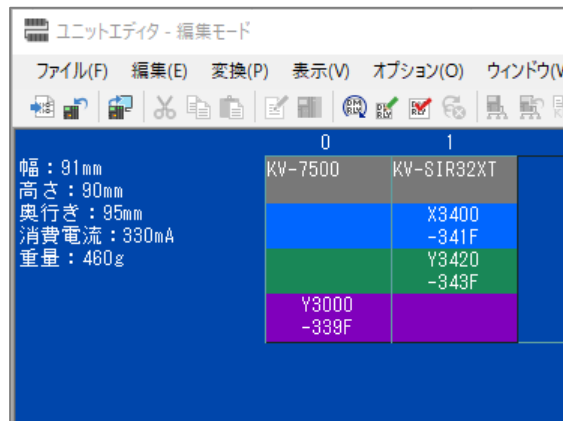 ユニットエディタ - 編集モード
ファイル(F) 編集(E) 変換(P) 表示(V) オプション(O) ウィンドウ(V
0 1
幅：91mm
高さ：90mm
奥行き：95mm
消費電流：330mA
重量：460g
KV-7500 KV-SIR32XT
X3400
-341F
Y3420
-343F
Y3000
-339F